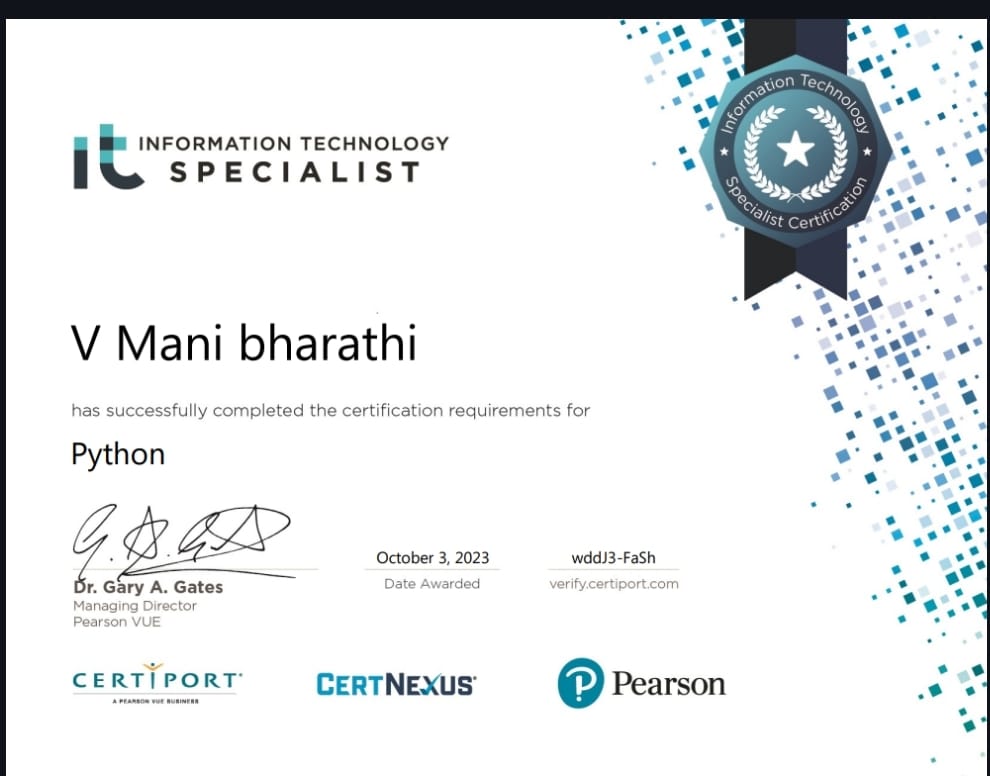 it INFORMATION TECHNOLOGY
SPECIALIST
Information Technology
Specialist Certification
V Mani bharathi
has successfully completed the certification requirements for
Python
Dr. Gary A. Gates
Managing Director
Pearson VUE
October 3, 2023
Date Awarded
wddJ3-FaSh
verify.certiport.com
CERTIPORT
A PEARSON VUE BUSINESS
CERTNEXUS
P Pearson